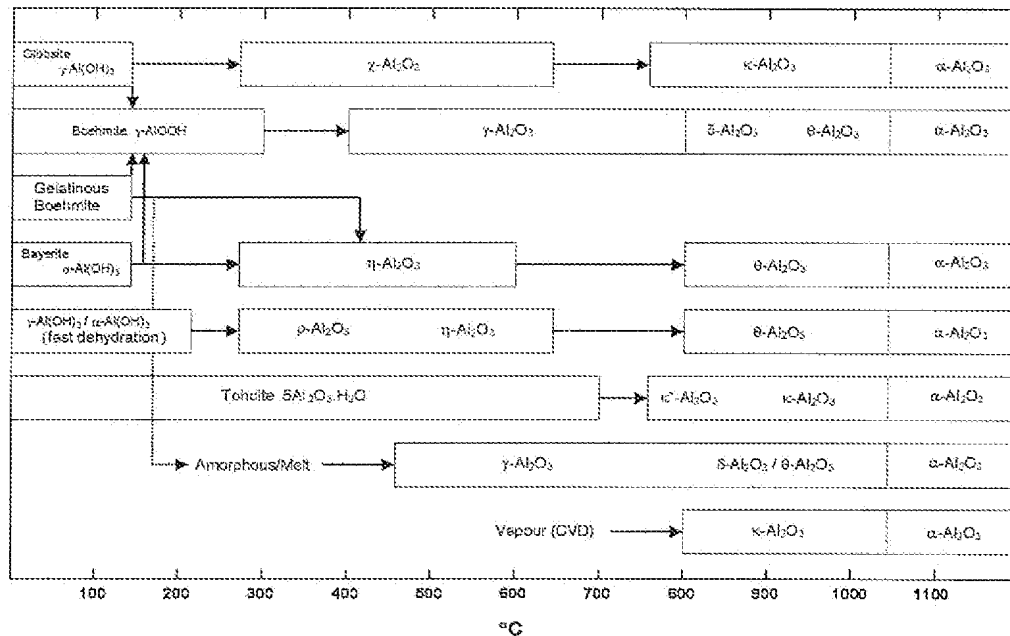 Gibbsite
γ-Al(OH)₃
χ-Al₂O₃
κ-Al₂O₃
α-Al₂O₃
Boehmite γ-AlOOH
γ-Al₂O₃
δ-Al₂O₃
θ-Al₂O₃
α-Al₂O₃
Gelatinous
Boehmite
Bayerite
α-Al(OH)₃
η-Al₂O₃
θ-Al₂O₃
α-Al₂O₃
γ-Al(OH)₃ / α-Al(OH)₃
(fast dehydration)
ρ-Al₂O₃
η-Al₂O₃
θ-Al₂O₃
α-Al₂O₃
Tohdite 5Al₂O₃.H₂O
κ'-Al₂O₃
κ-Al₂O₃
α-Al₂O₃
Amorphous/Melt
γ-Al₂O₃
δ-Al₂O₃ / θ-Al₂O₃
α-Al₂O₃
Vapour (CVD)
κ-Al₂O₃
α-Al₂O₃
100 200 300 400 500 600 700 800 900 1000 1100
°C